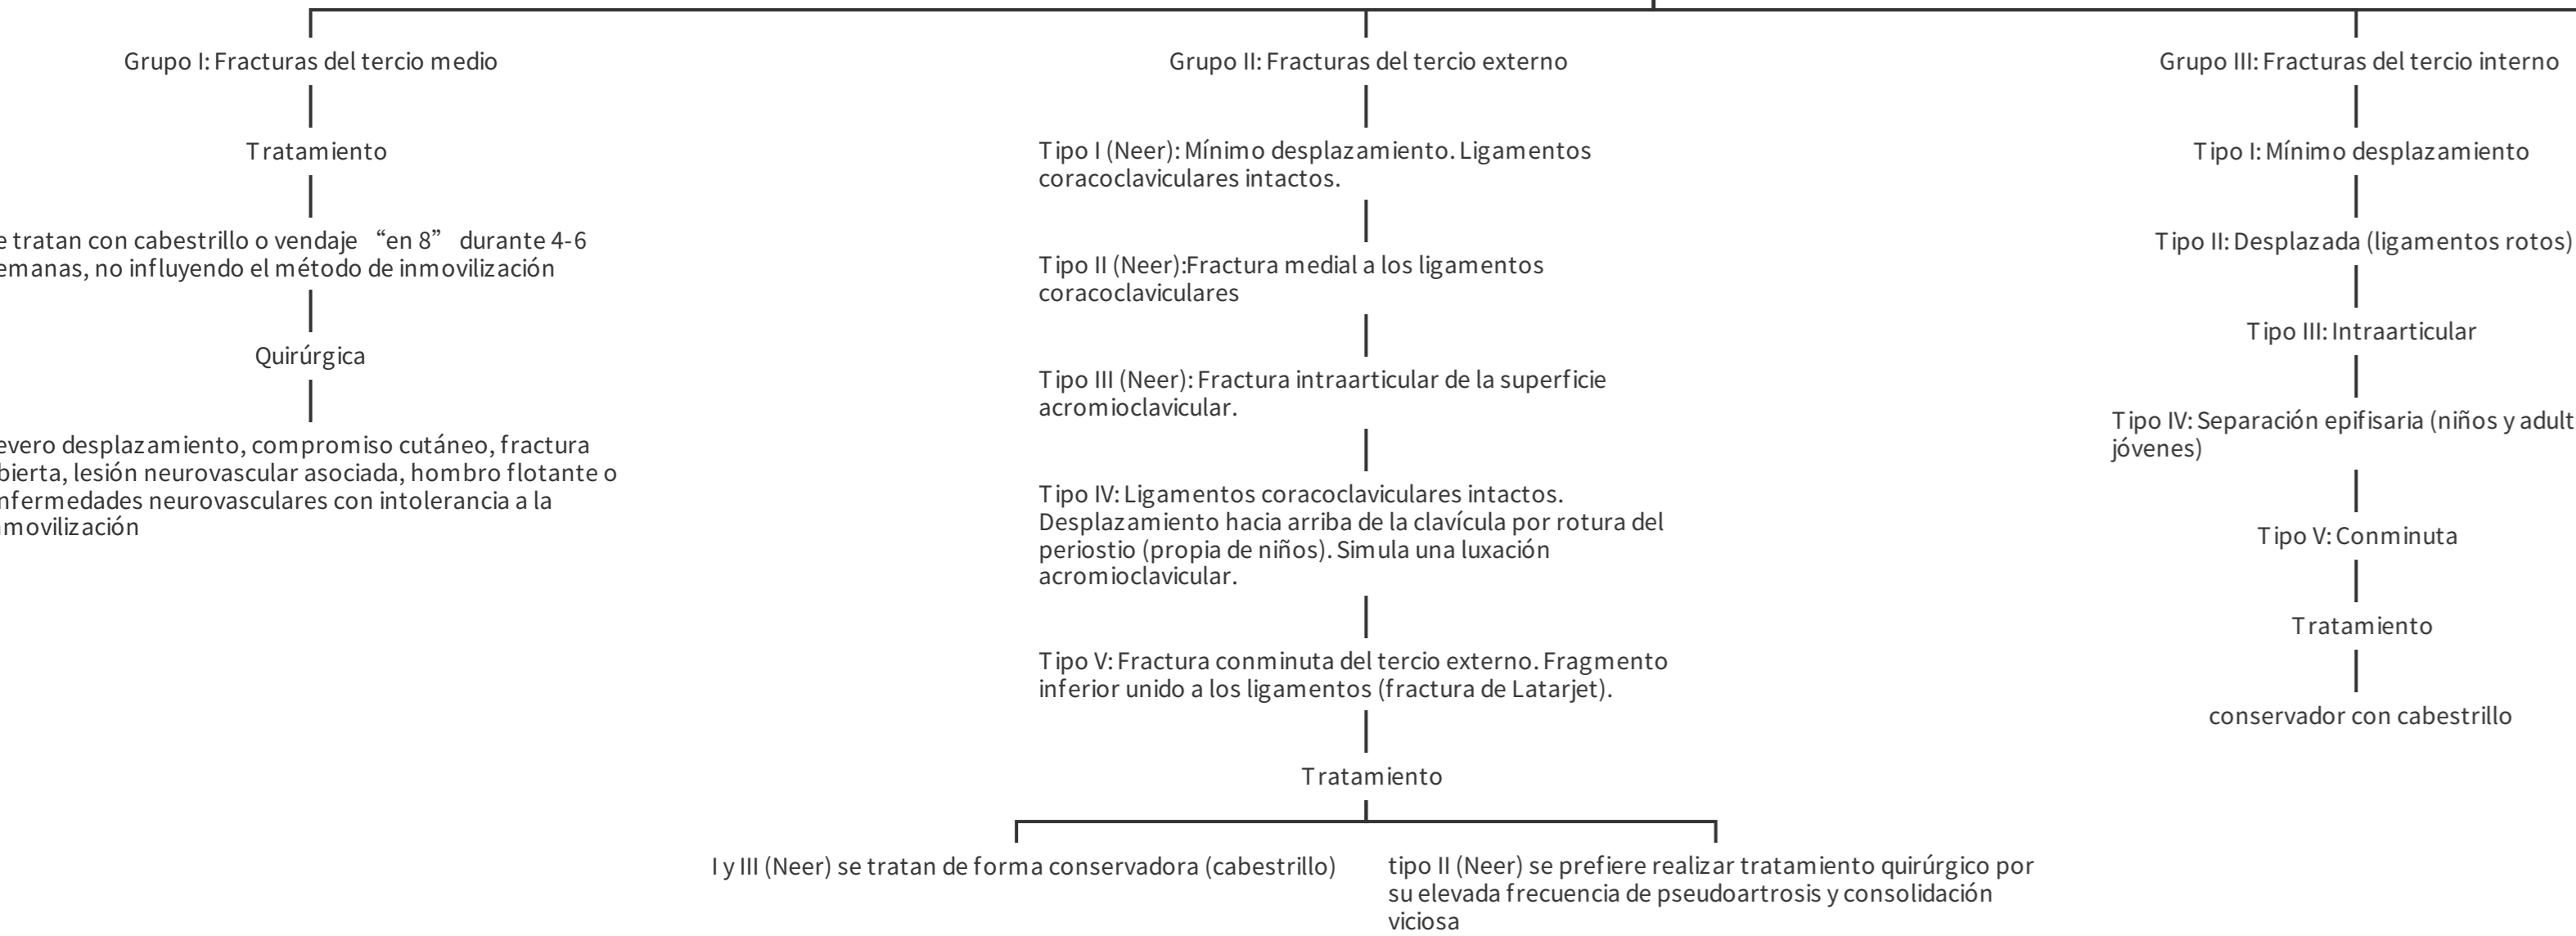 Grupo I: Fracturas del tercio medio
Tratamiento
e tratan con cabestrillo o vendaje “en 8” durante 4-6
emanas, no influyendo el método de inmovilización
Quirúrgica
evero desplazamiento, compromiso cutáneo, fractura
bierta, lesión neurovascular asociada, hombro flotante o
nfermedades neurovasculares con intolerancia a la
movilización
Grupo II: Fracturas del tercio externo
Tipo I (Neer): Mínimo desplazamiento. Ligamentos
coracoclaviculares intactos.
Tipo II (Neer):Fractura medial a los ligamentos
coracoclaviculares
Tipo III (Neer): Fractura intraarticular de la superficie
acromioclavicular.
Tipo IV: Ligamentos coracoclaviculares intactos.
Desplazamiento hacia arriba de la clavícula por rotura del
periostio (propia de niños). Simula una luxación
acromioclavicular.
Tipo V: Fractura conminuta del tercio externo. Fragmento
inferior unido a los ligamentos (fractura de Latarjet).
Tratamiento
I y III (Neer) se tratan de forma conservadora (cabestrillo)
tipo II (Neer) se prefiere realizar tratamiento quirúrgico por
su elevada frecuencia de pseudoartrosis y consolidación
viciosa
Grupo III: Fracturas del tercio interno
Tipo I: Mínimo desplazamiento
Tipo II: Desplazada (ligamentos rotos)
Tipo III: Intraarticular
Tipo IV: Separación epifisaria (niños y adult
jóvenes)
Tipo V: Conminuta
Tratamiento
conservador con cabestrillo